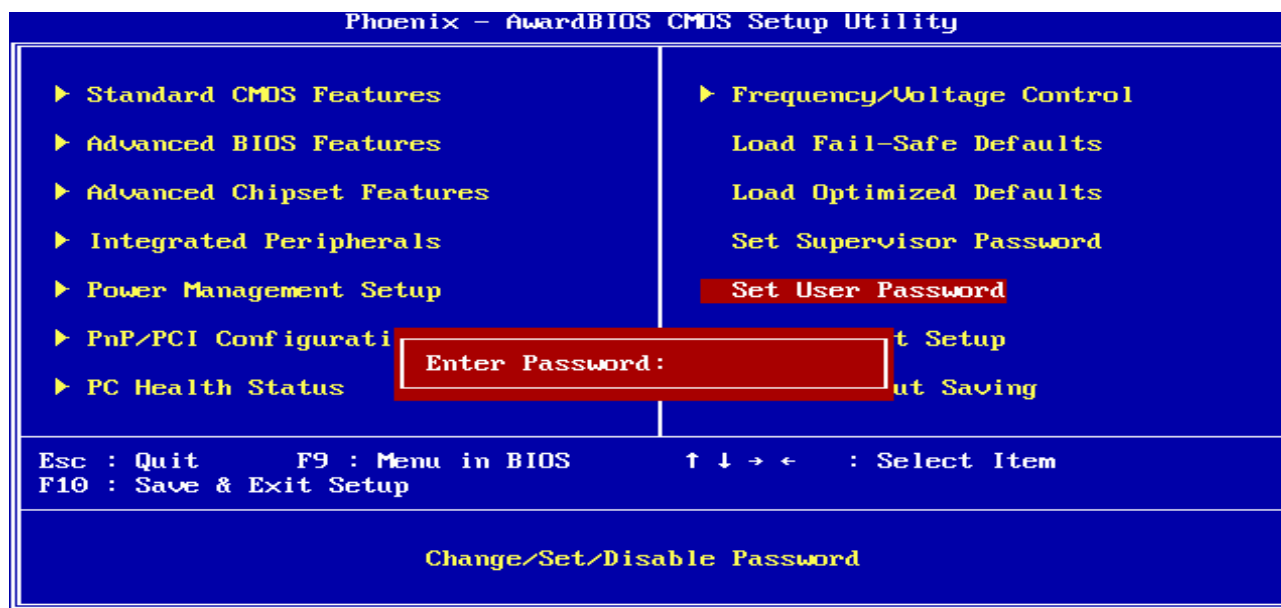 Phoenix - AwardBIOS CMOS Setup Utility
Standard CMOS Features
Advanced BIOS Features
Advanced Chipset Features
Integrated Peripherals
Power Management Setup
PnP/PCI Configurati
PC Health Status
Frequency/Voltage Control
Load Fail-Safe Defaults
Load Optimized Defaults
Set Supervisor Password
Set User Password
t Setup
ut Saving
Enter Password:
Esc : Quit F9 : Menu in BIOS ↑ ↓ → ← : Select Item
F10 : Save & Exit Setup
Change/Set/Disable Password